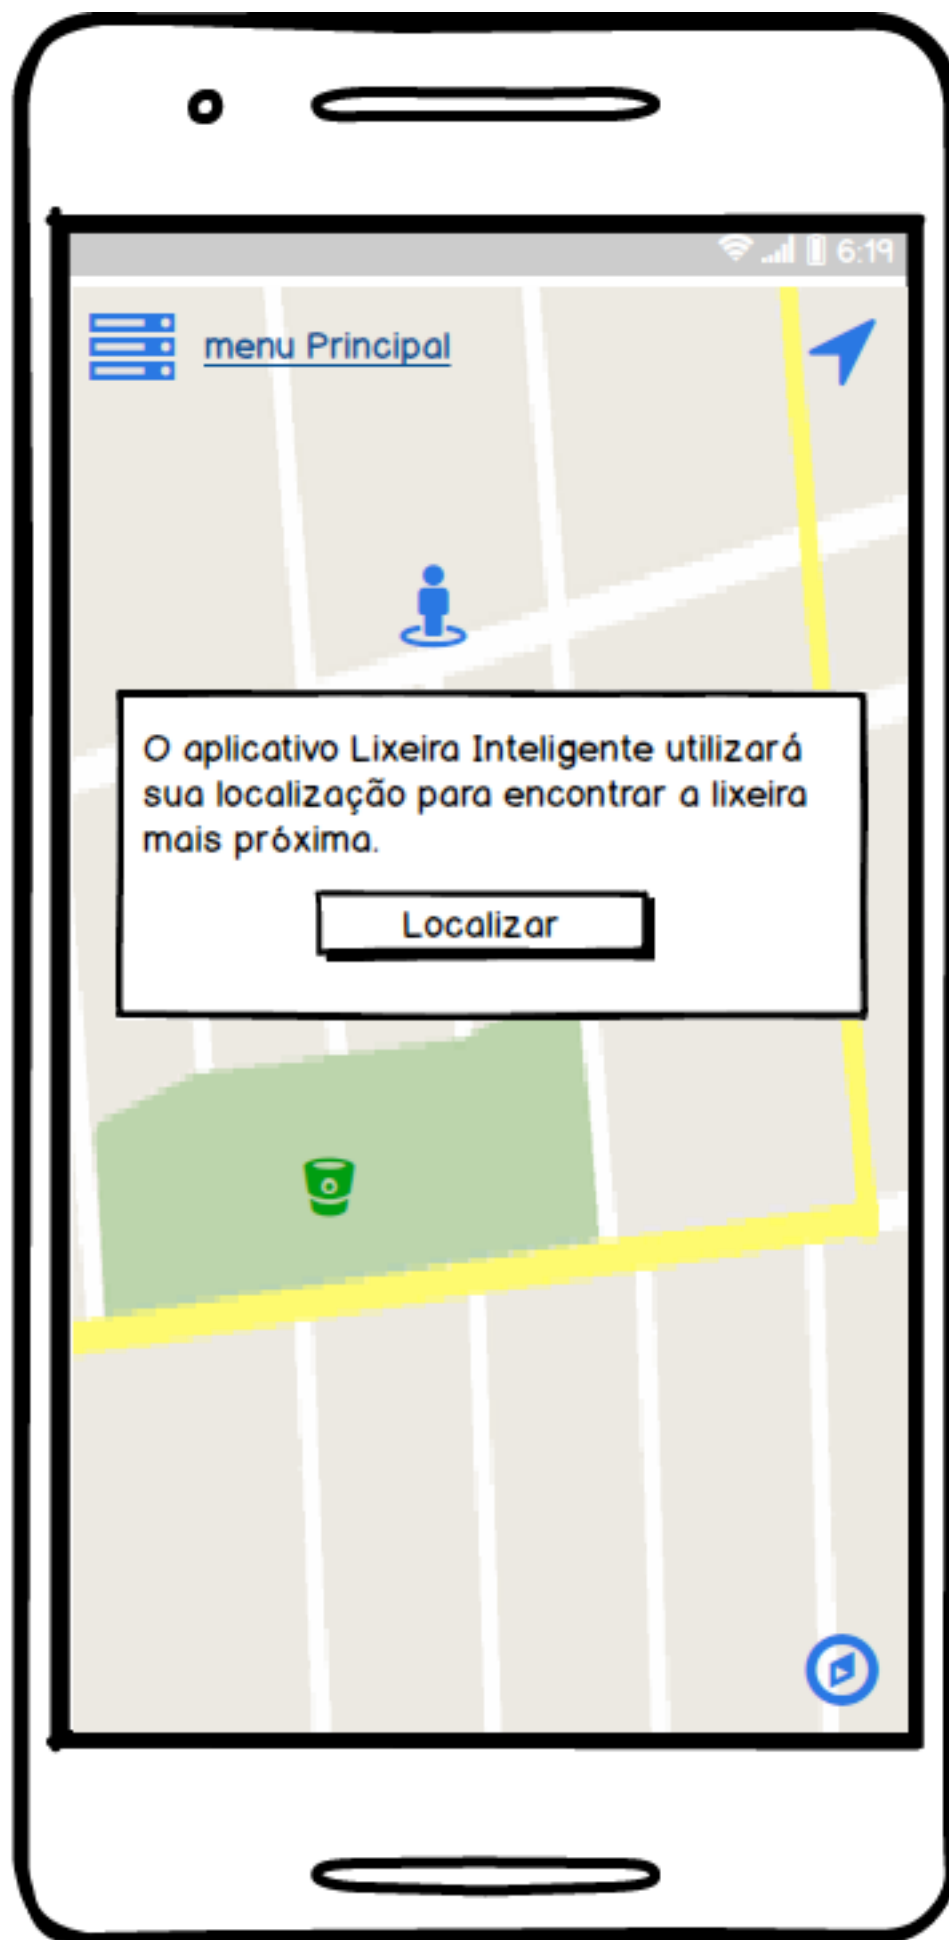 6:19
menu Principal
O aplicativo Lixeira Inteligente utilizará
sua localização para encontrar a lixeira
mais próxima.
Localizar